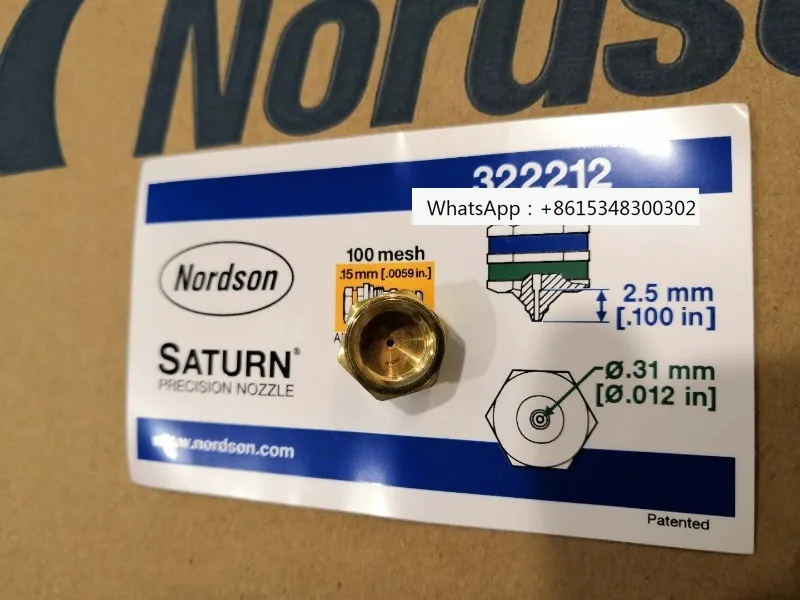 Nordson
322212
WhatsApp：+8615348300302
100 mesh
.15 mm [.0059 in.]
Nordson
2.5 mm
[.100 in]
SATURN®
PRECISION NOZZLE
Ø.31 mm
[Ø.012 in]
www.nordson.com
Patented